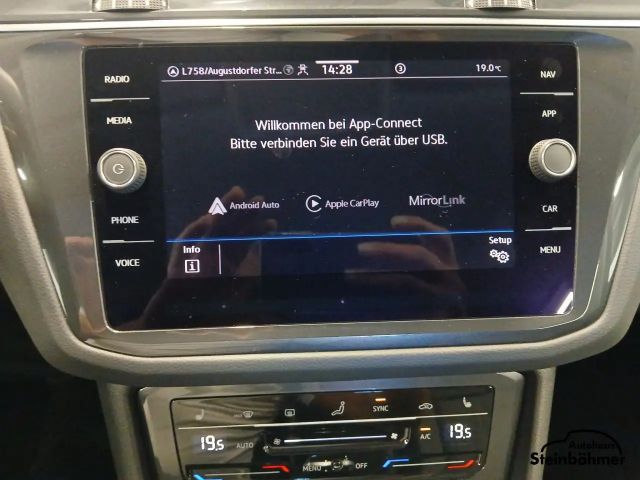 RADIO
MEDIA
PHONE
VOICE
L758/Augustdorfer Str... 14:28 3 19.0°C
Willkommen bei App-Connect
Bitte verbinden Sie ein Gerät über USB.
Android Auto Apple CarPlay MirrorLink
Info Setup
NAV
APP
CAR
MENU
SYNC
19.5 AUTO A/C 19.5
MENU OFF
Autohaus
Steinböhmer